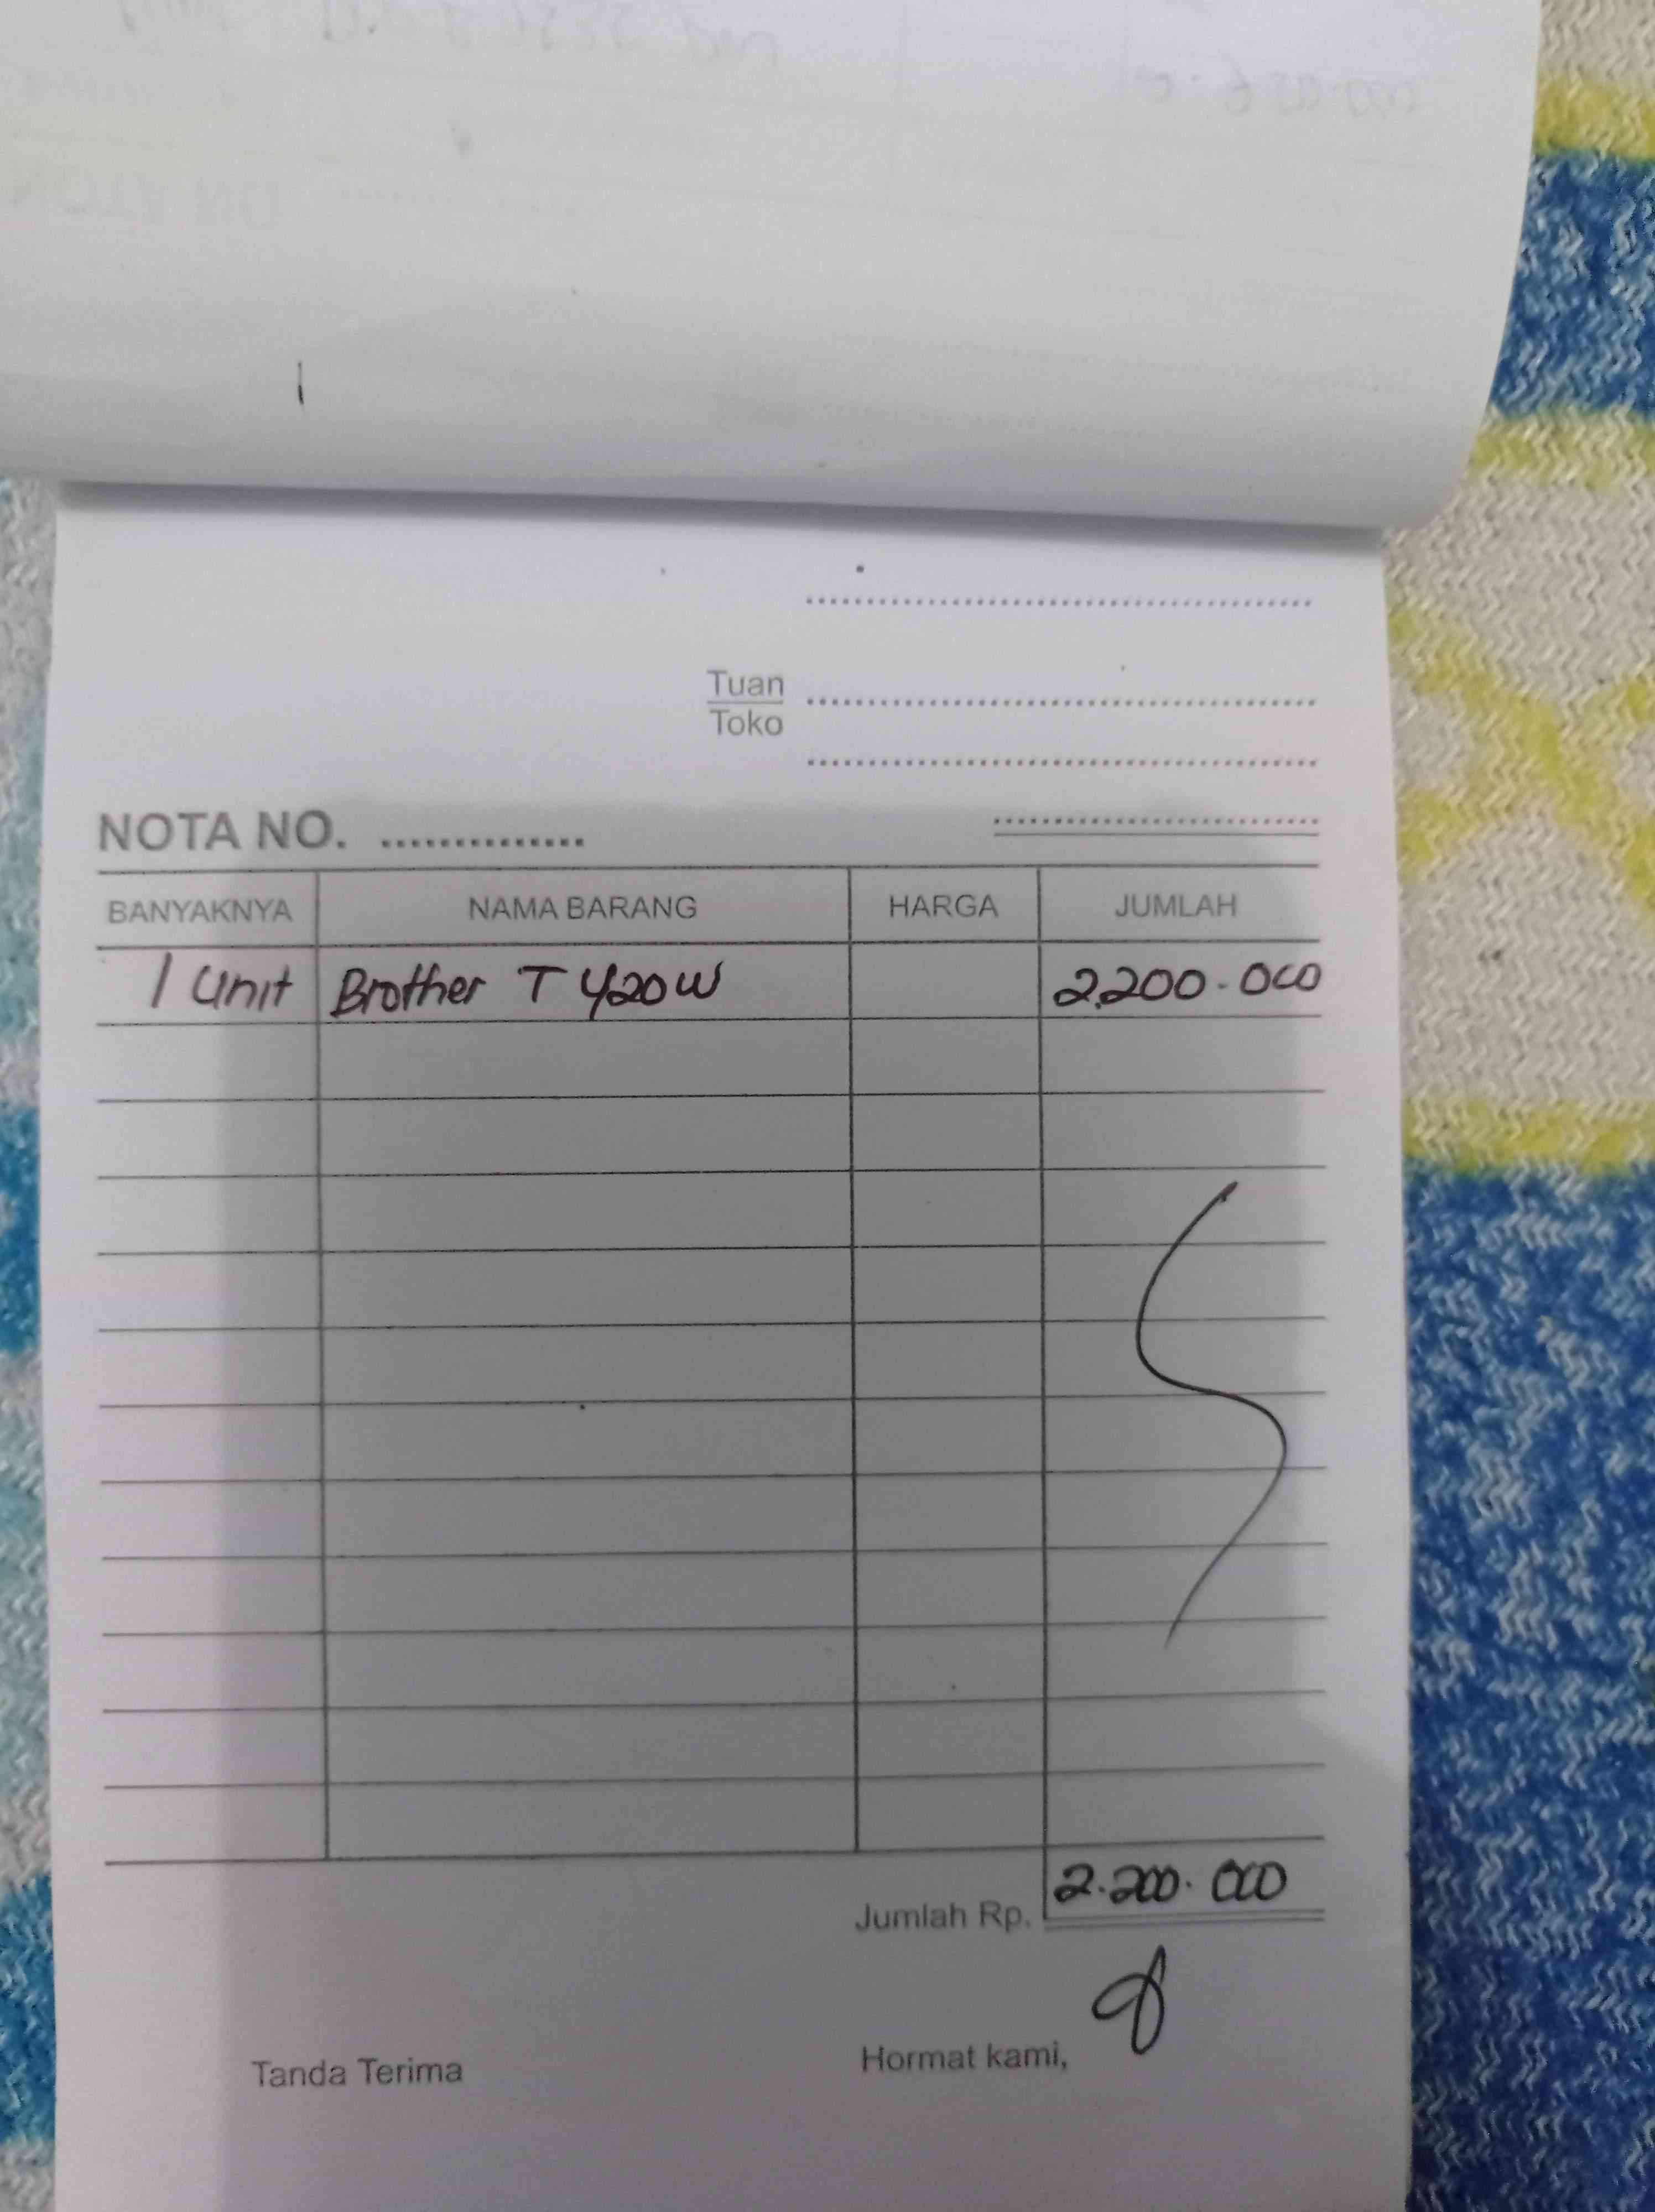 Tuan
Toko
NOTA NO. ..............
BANYAKNYA NAMA BARANG HARGA JUMLAH
1 Unit Brother T 420W 2.200.000
Jumlah Rp. 2.200.000
Tanda Terima Hormat kami,